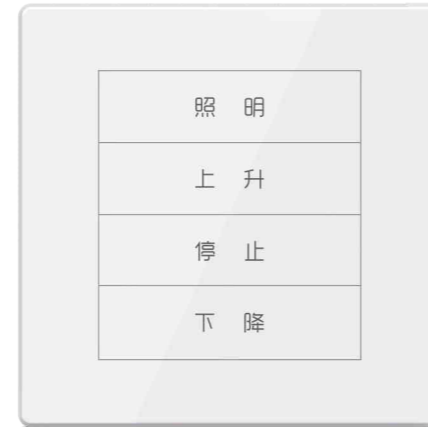 照 明
上 升
停 止
下 降